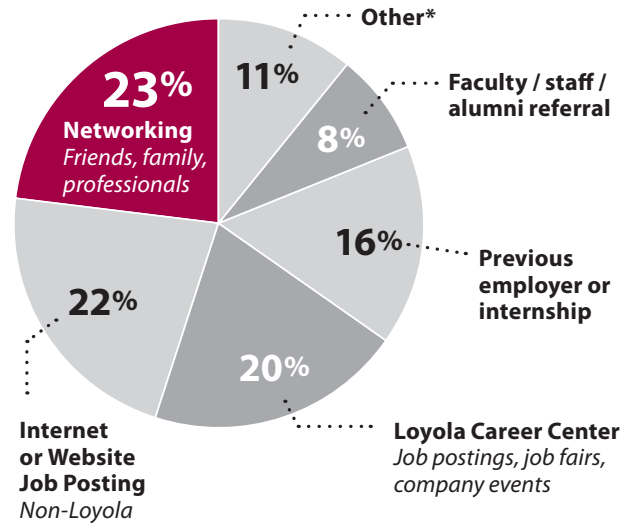 Other*
11%
Faculty / staff /
alumni referral
8%
23%
Networking
Friends, family,
professionals
16%
Previous
employer or
internship
22%
20%
Internet
or Website
Job Posting
Non-Loyola
Loyola Career Center
Job postings, job fairs,
company events